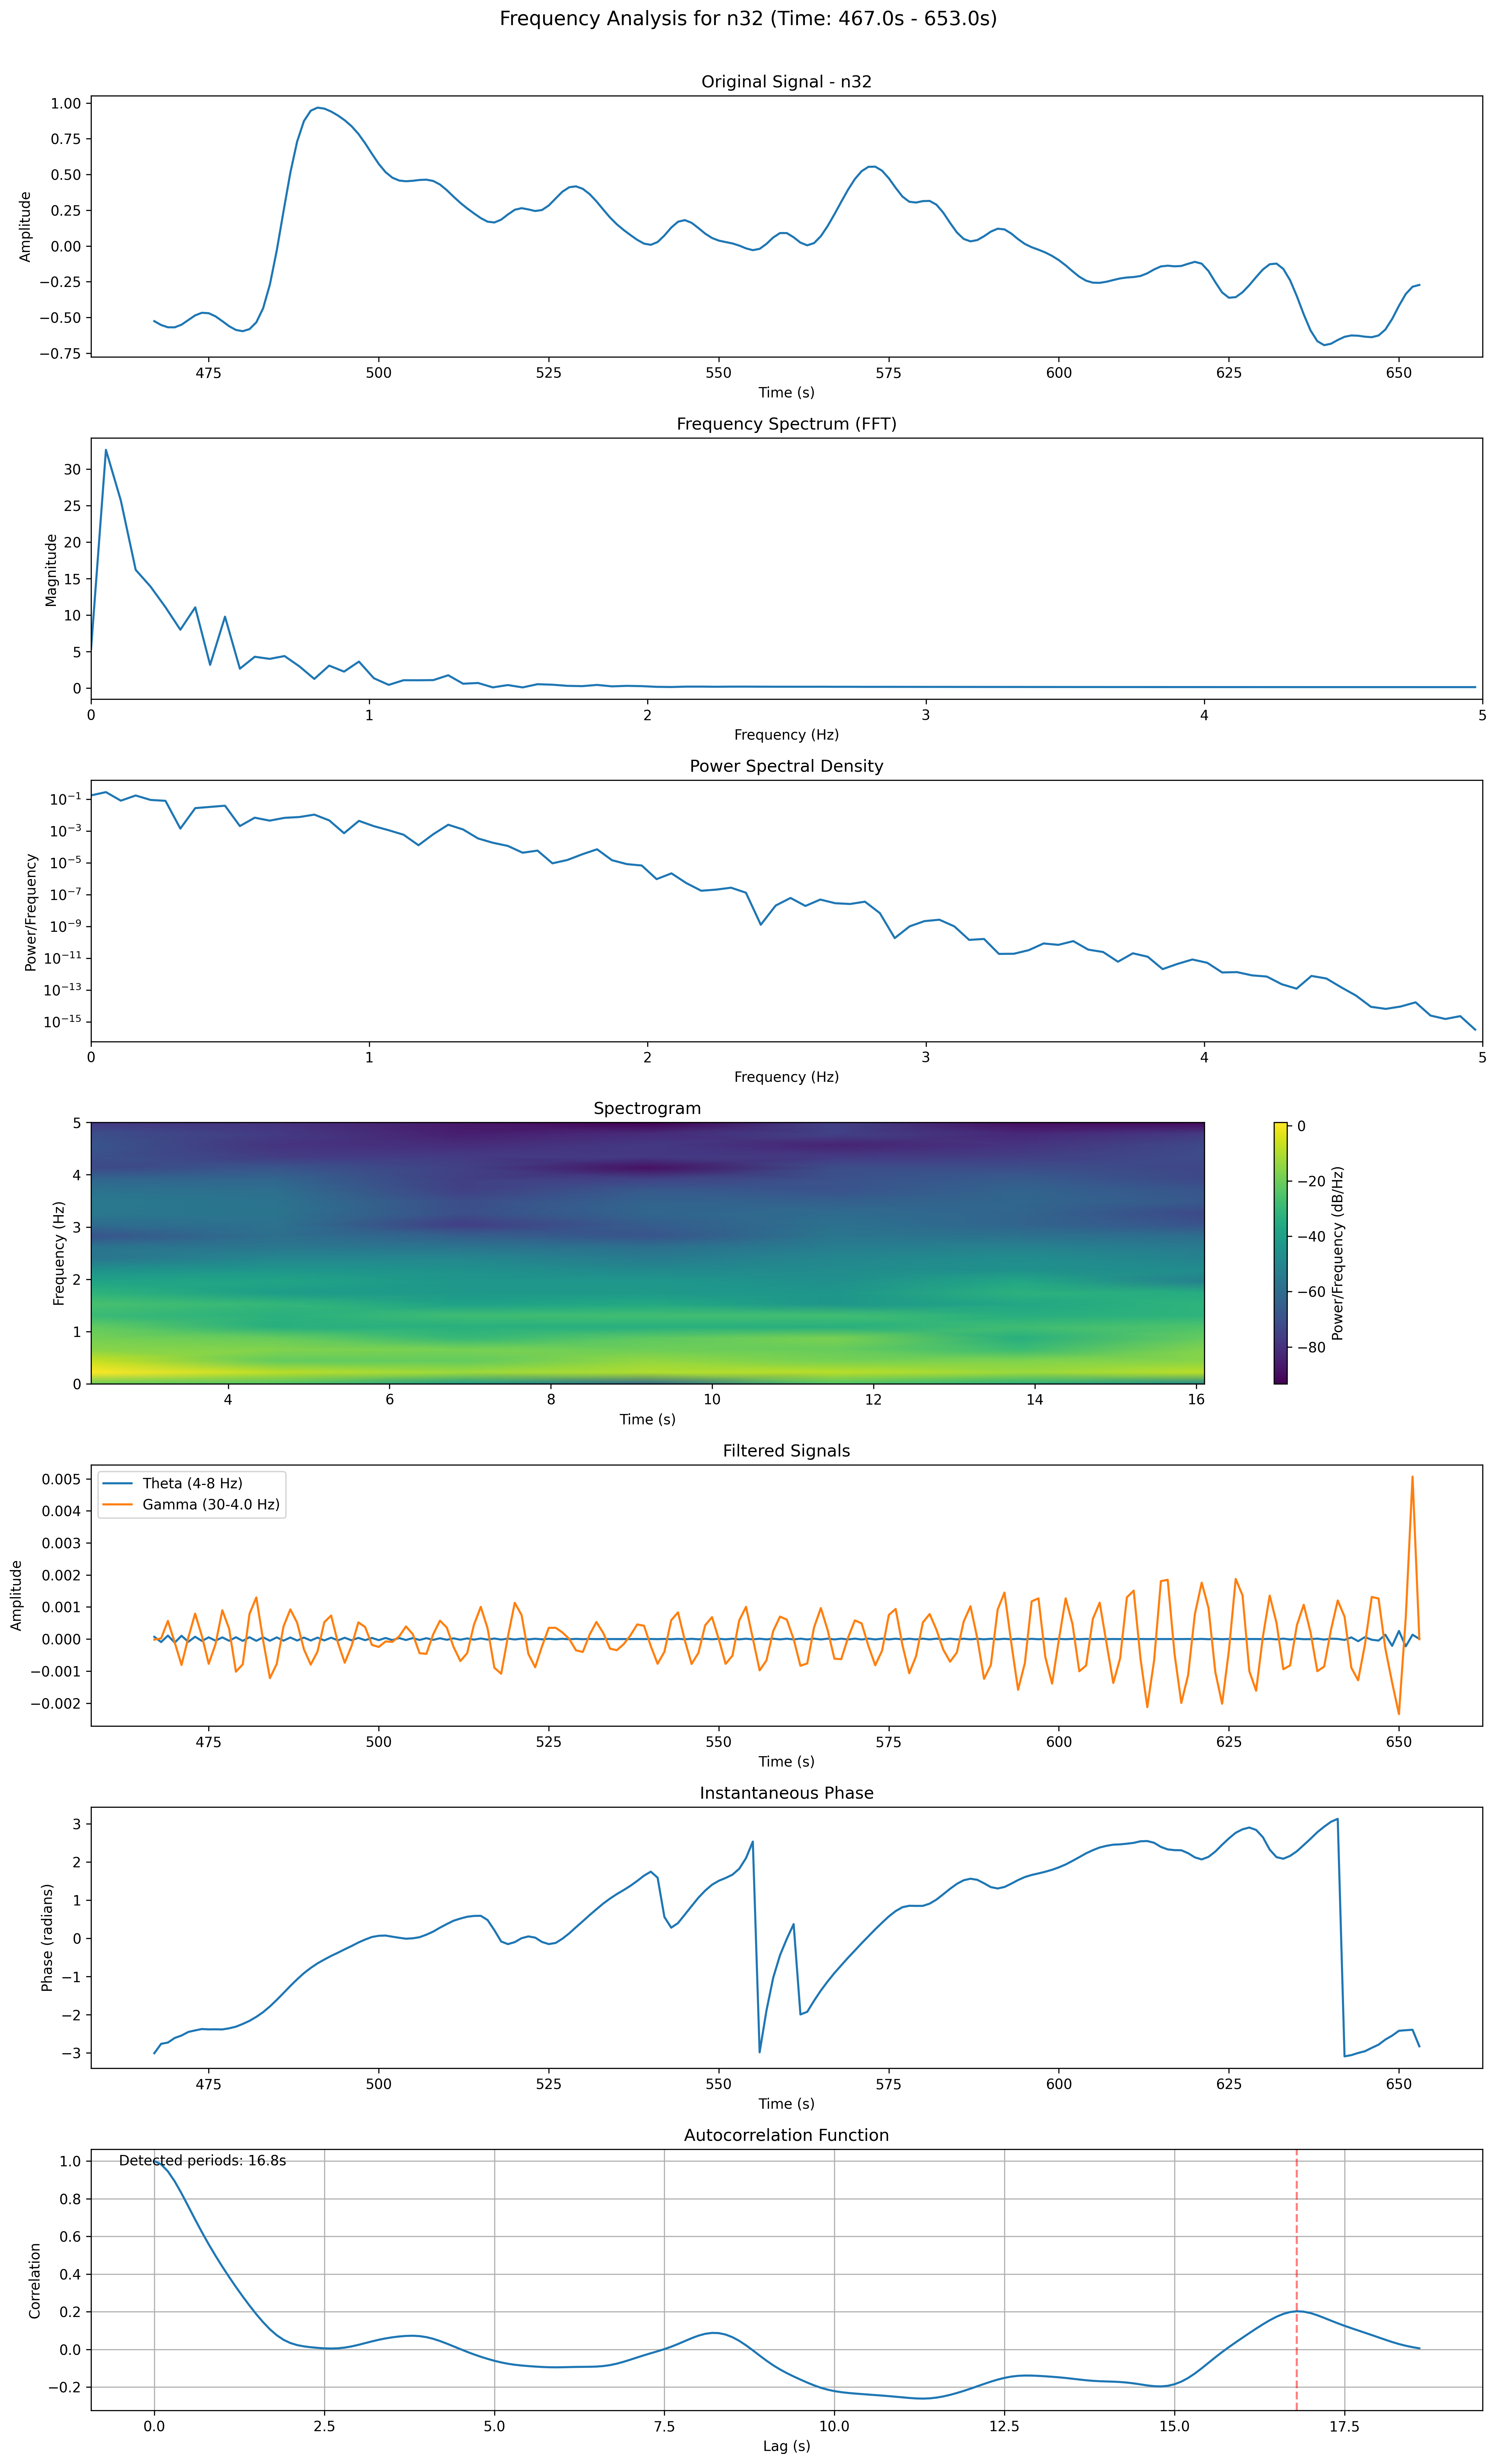 Frequency Analysis for n32 (Time: 467.0s - 653.0s)
Original Signal - n32
1.00
0.75
0.50
0.25
0.00
−0.25
−0.50
−0.75
Amplitude
475 500 525 550 575 600 625 650
Time (s)
Frequency Spectrum (FFT)
30
25
20
15
10
5
0
Magnitude
0 1 2 3 4 5
Frequency (Hz)
Power Spectral Density
10⁻¹
10⁻³
10⁻⁵
10⁻⁷
10⁻⁹
10⁻¹¹
10⁻¹³
10⁻¹⁵
Power/Frequency
0 1 2 3 4 5
Frequency (Hz)
Spectrogram
5
4
3
2
1
0
Frequency (Hz)
4 6 8 10 12 14 16
Time (s)
0
−20
−40
−60
−80
Power/Frequency (dB/Hz)
Filtered Signals
Theta (4-8 Hz)
Gamma (30-4.0 Hz)
0.005
0.004
0.003
0.002
0.001
0.000
−0.001
−0.002
Amplitude
475 500 525 550 575 600 625 650
Time (s)
Instantaneous Phase
3
2
1
0
−1
−2
−3
Phase (radians)
475 500 525 550 575 600 625 650
Time (s)
Autocorrelation Function
Detected periods: 16.8s
1.0
0.8
0.6
0.4
0.2
0.0
−0.2
Correlation
0.0 2.5 5.0 7.5 10.0 12.5 15.0 17.5
Lag (s)